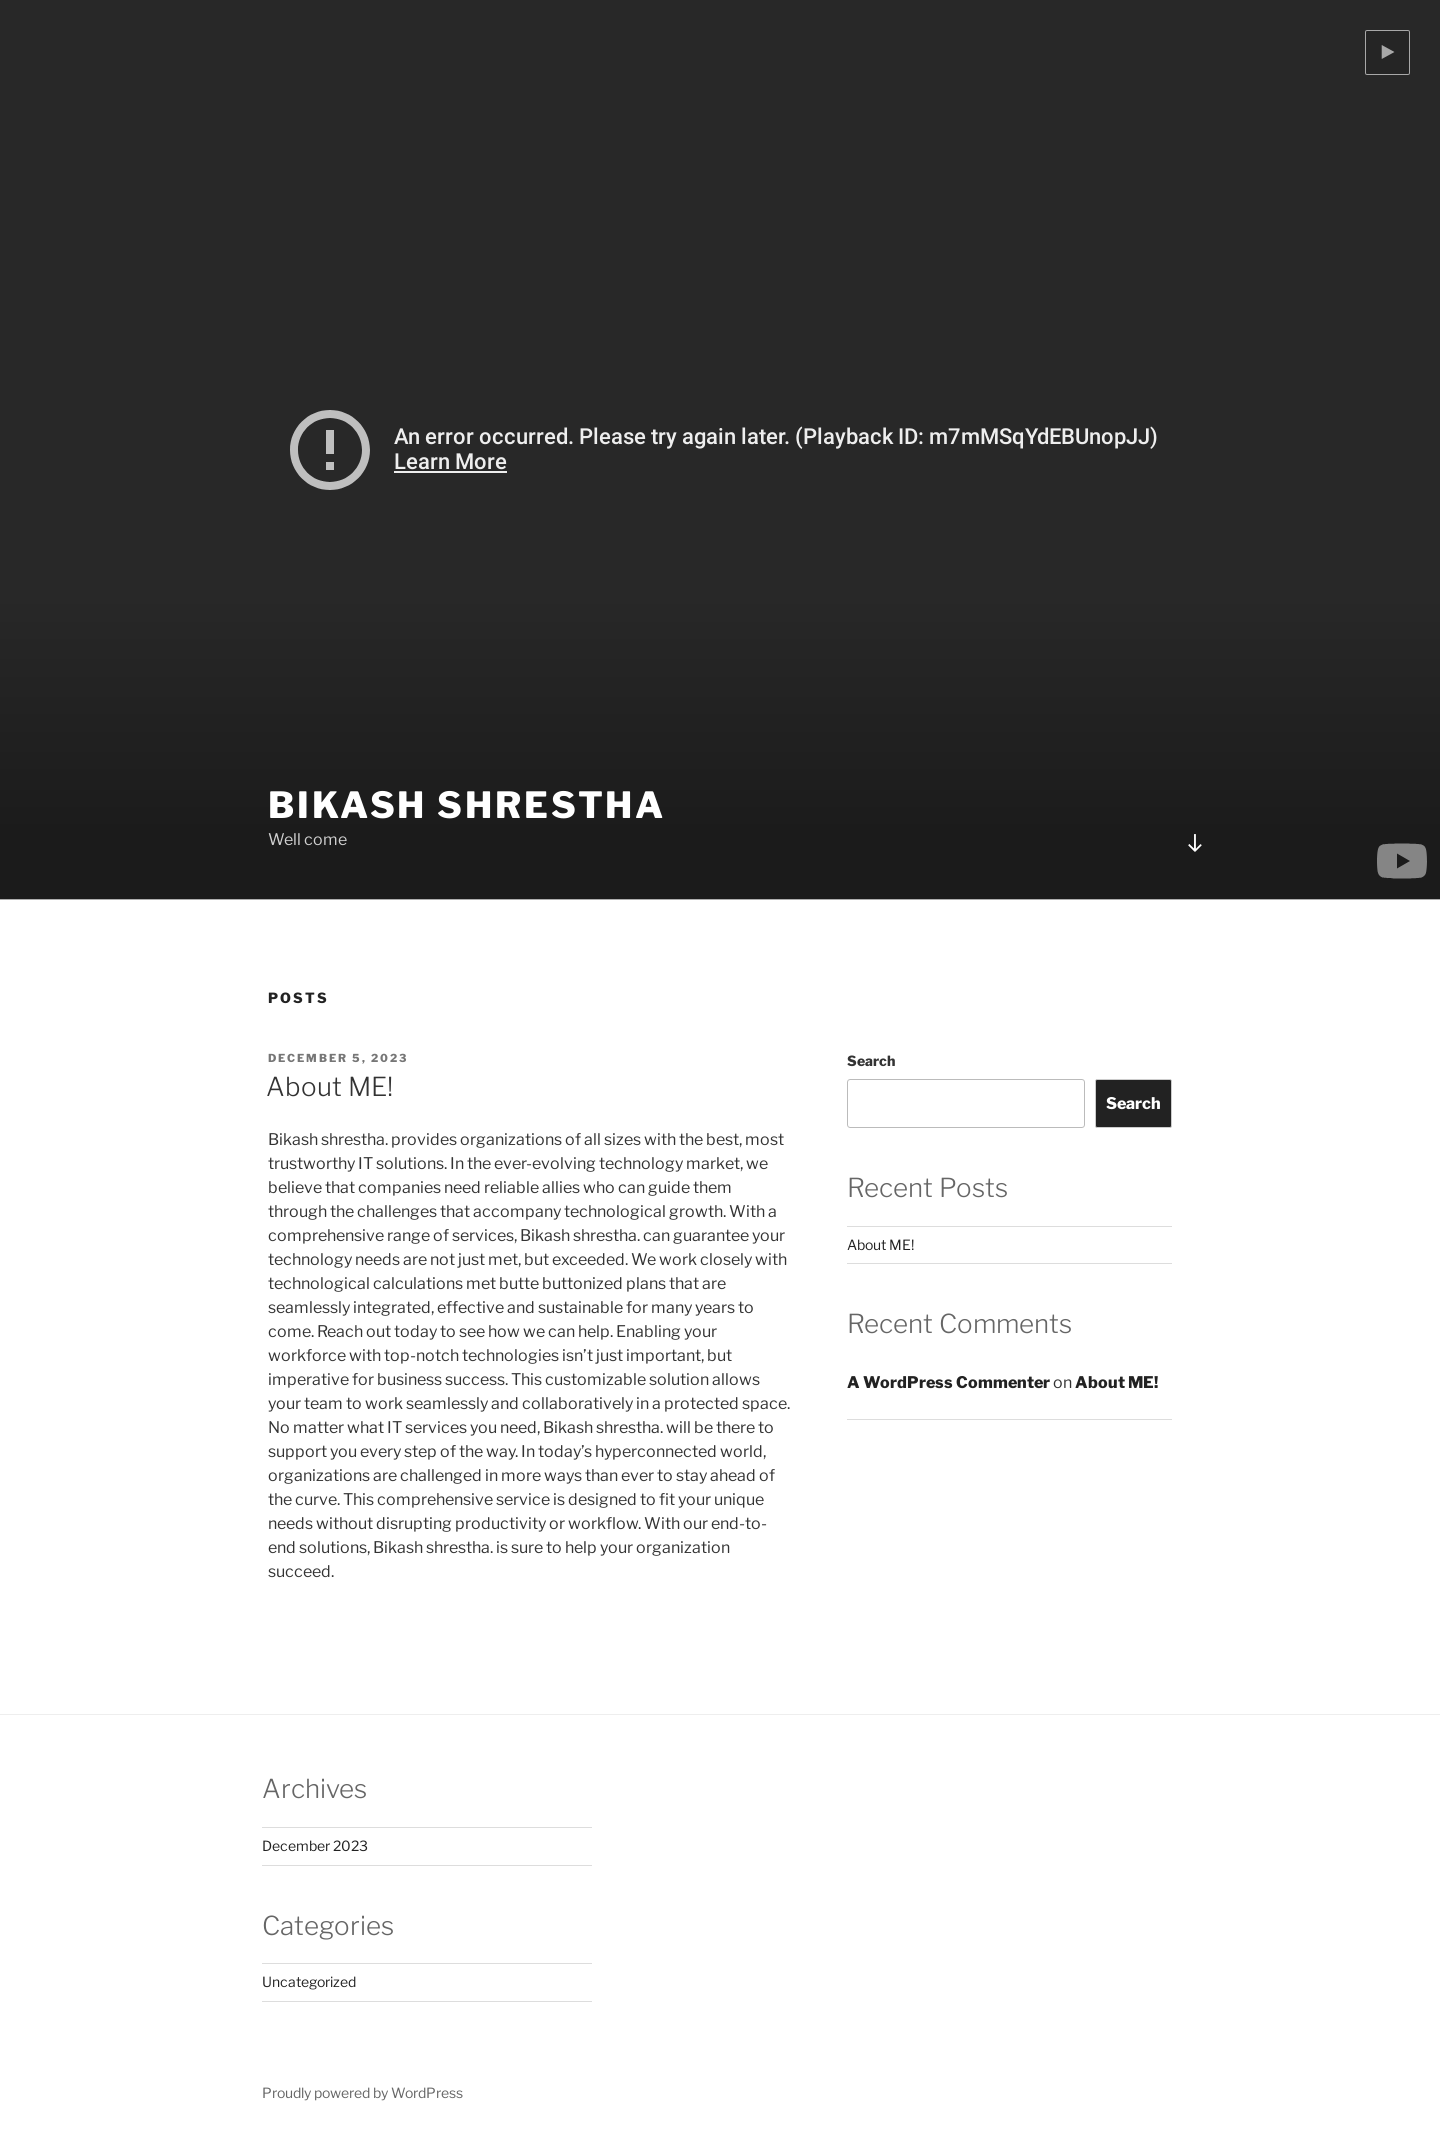 An error occurred. Please try again later. (Playback ID: m7mMSqYdEBUnopJJ)
Learn More
BIKASH SHRESTHA
Well come
POSTS
DECEMBER 5, 2023
About ME!
Bikash shrestha. provides organizations of all sizes with the best, most
trustworthy IT solutions. In the ever-evolving technology market, we
believe that companies need reliable allies who can guide them
through the challenges that accompany technological growth. With a
comprehensive range of services, Bikash shrestha. can guarantee your
technology needs are not just met, but exceeded. We work closely with
technological calculations met butte buttonized plans that are
seamlessly integrated, effective and sustainable for many years to
come. Reach out today to see how we can help. Enabling your
workforce with top-notch technologies isn’t just important, but
imperative for business success. This customizable solution allows
your team to work seamlessly and collaboratively in a protected space.
No matter what IT services you need, Bikash shrestha. will be there to
support you every step of the way. In today’s hyperconnected world,
organizations are challenged in more ways than ever to stay ahead of
the curve. This comprehensive service is designed to fit your unique
needs without disrupting productivity or workflow. With our end-to-
end solutions, Bikash shrestha. is sure to help your organization
succeed.
Search
Search
Recent Posts
About ME!
Recent Comments
A WordPress Commenter on About ME!
Archives
December 2023
Categories
Uncategorized
Proudly powered by WordPress